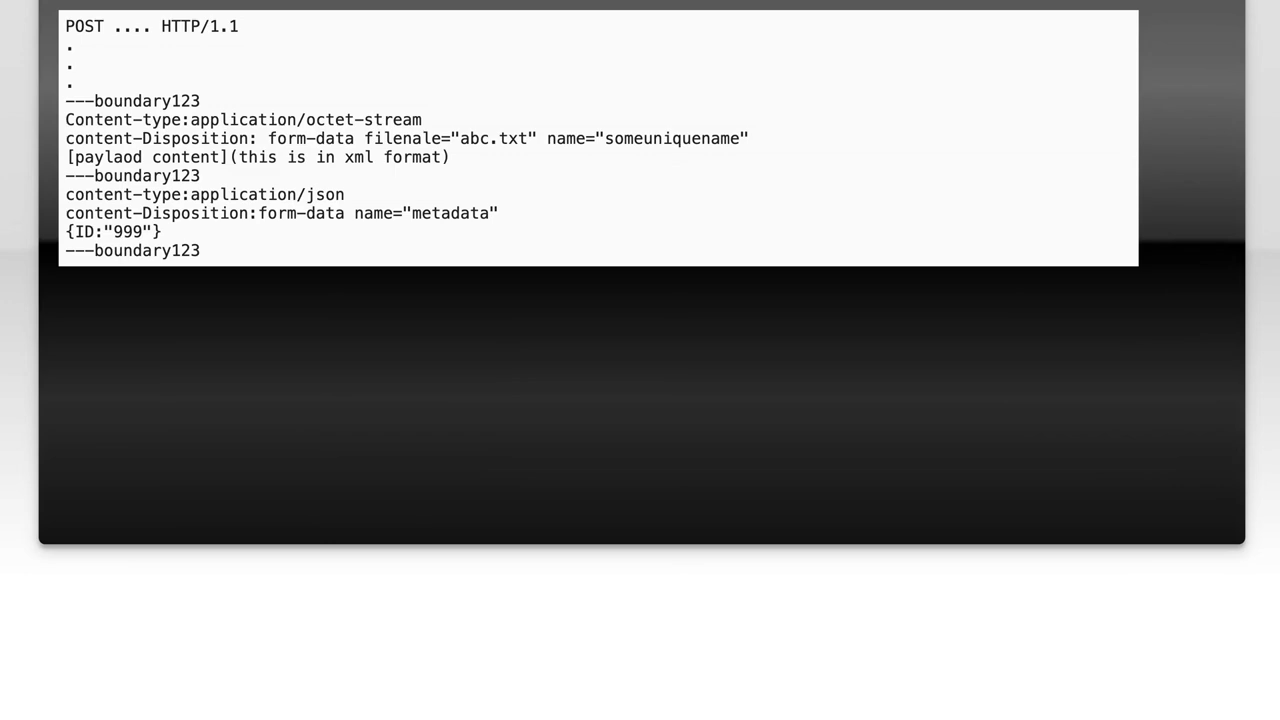 POST .... HTTP/1.1
.
.
.
---boundary123
Content-type:application/octet-stream
content-Disposition: form-data filenale="abc.txt" name="someuniquename"
[paylaod content](this is in xml format)
---boundary123
content-type:application/json
content-Disposition:form-data name="metadata"
{ID:"999"}
---boundary123